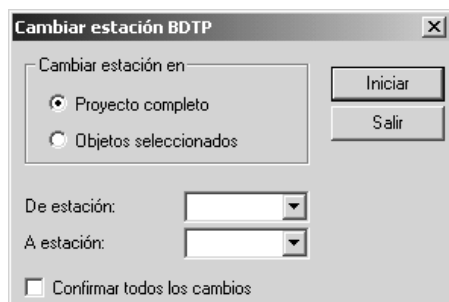 Cambiar estación BDTP
Cambiar estación en
Proyecto completo
Objetos seleccionados
Iniciar
Salir
De estación:
A estación:
Confirmar todos los cambios